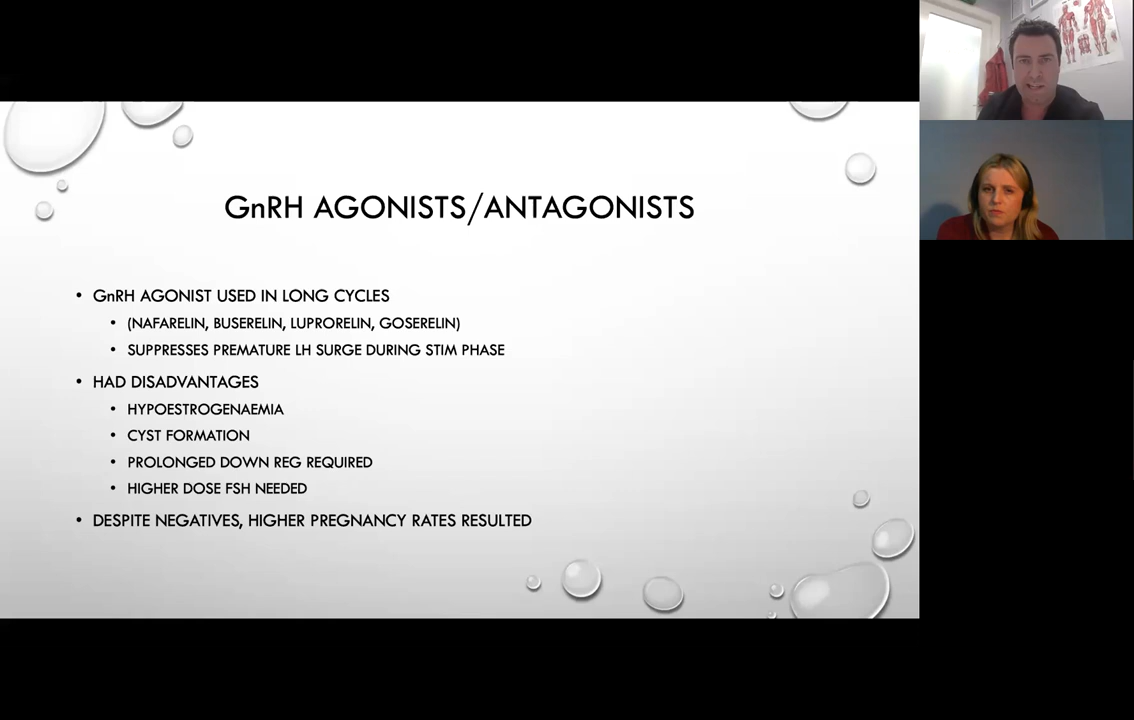 GnRH AGONISTS/ANTAGONISTS
• GnRH AGONIST USED IN LONG CYCLES
• (NAFARELIN, BUSERELIN, LUPRORELIN, GOSERELIN)
• SUPPRESSES PREMATURE LH SURGE DURING STIM PHASE
• HAD DISADVANTAGES
• HYPOESTROGENAEMIA
• CYST FORMATION
• PROLONGED DOWN REG REQUIRED
• HIGHER DOSE FSH NEEDED
• DESPITE NEGATIVES, HIGHER PREGNANCY RATES RESULTED